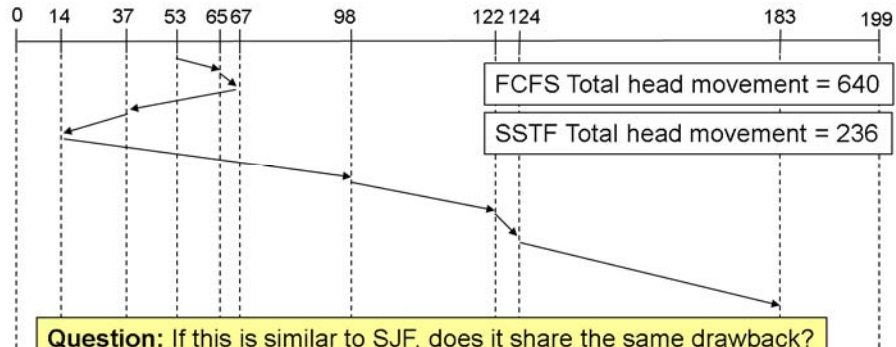 0 14 37 53 65 67 98 122 124 183 199
FCFS Total head movement = 640
SSTF Total head movement = 236
Question: If this is similar to SJF, does it share the same drawback?